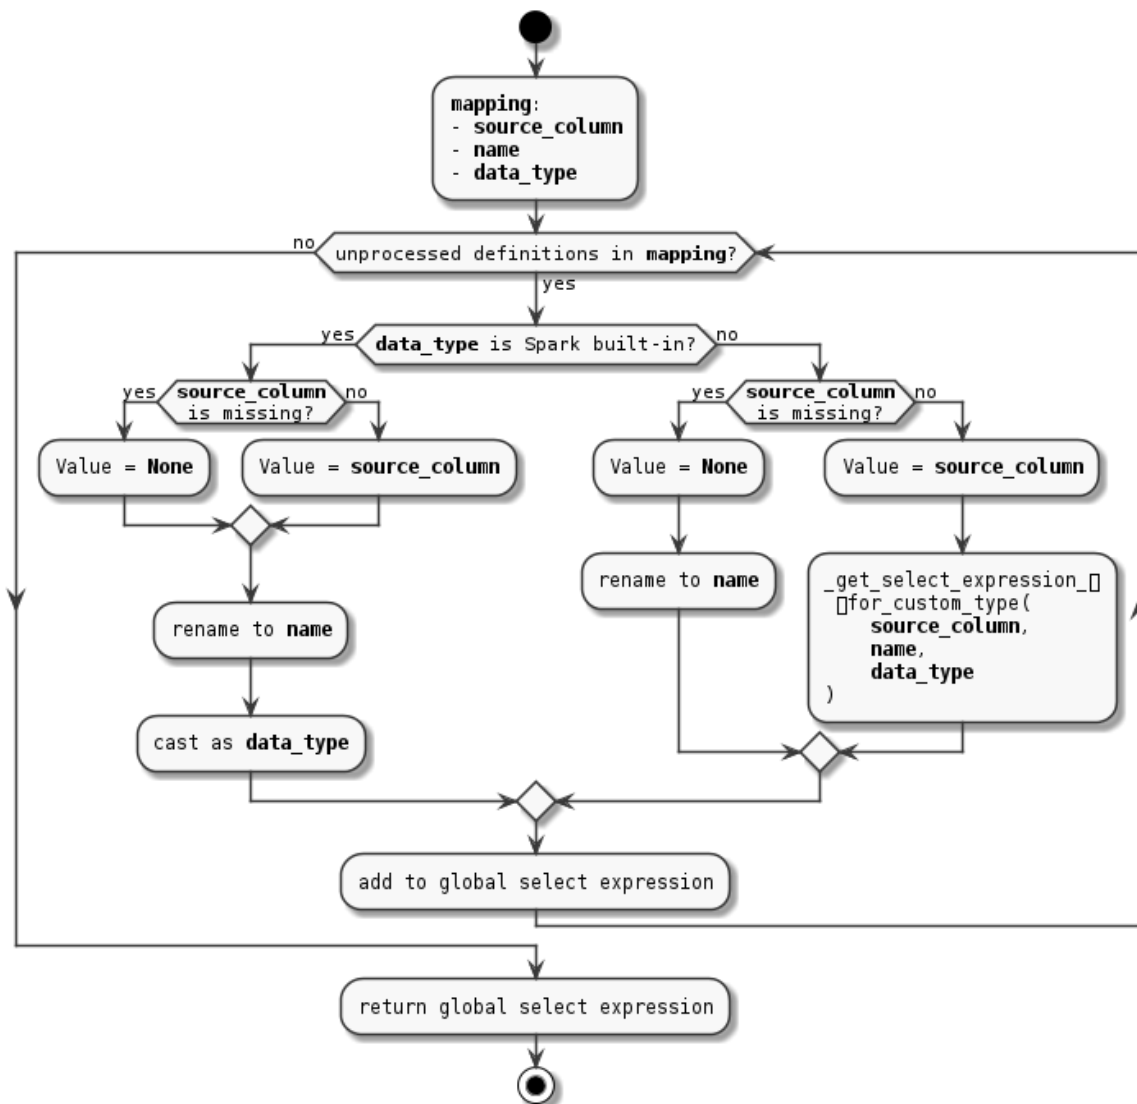 mapping:
- source_column
- name
- data_type
no
unprocessed definitions in mapping?
yes
yes
data_type is Spark built-in?
no
yes
source_column
is missing?
no
Value = None
Value = source_column
rename to name
cast as data_type
yes
source_column
is missing?
no
Value = None
Value = source_column
rename to name
_get_select_expression_▯
▯for_custom_type(
source_column,
name,
data_type
)
add to global select expression
return global select expression